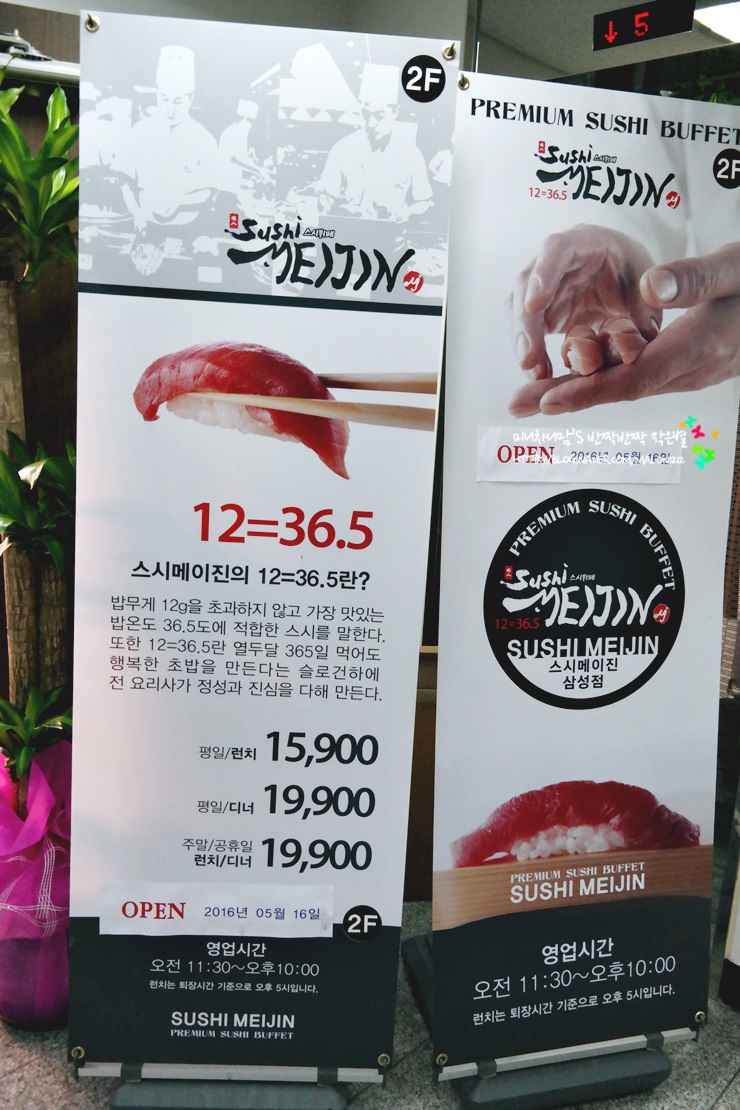 2F
Sushi 스시뷔페
MEIJIN
12=36.5
스시메이진의 12=36.5란?
밥무게 12g을 초과하지 않고 가장 맛있는
밥온도 36.5도에 적합한 스시를 말한다.
또한 12=36.5란 열두달 365일 먹어도
행복한 초밥을 만든다는 슬로건하에
전 요리사가 정성과 진심을 다해 만든다.
평일/런치 15,900
평일/디너 19,900
주말/공휴일
런치/디너 19,900
OPEN 2016년 05월 16일
2F
영업시간
오전 11:30~오후10:00
런치는 퇴장시간 기준으로 오후 5시입니다.
SUSHI MEIJIN
PREMIUM SUSHI BUFFET
↓ 5
PREMIUM SUSHI BUFFET
2F
Sushi 스시뷔페
12=36.5 MEIJIN
반짝반짝 작은별
OPEN 2016년 05월 16일
PREMIUM SUSHI BUFFET
Sushi 스시뷔페
MEIJIN
12=36.5
SUSHI MEIJIN
스시메이진
삼성점
PREMIUM SUSHI BUFFET
SUSHI MEIJIN
영업시간
오전 11:30~오후10:00
런치는 퇴장시간 기준으로 오후 5시입니다.